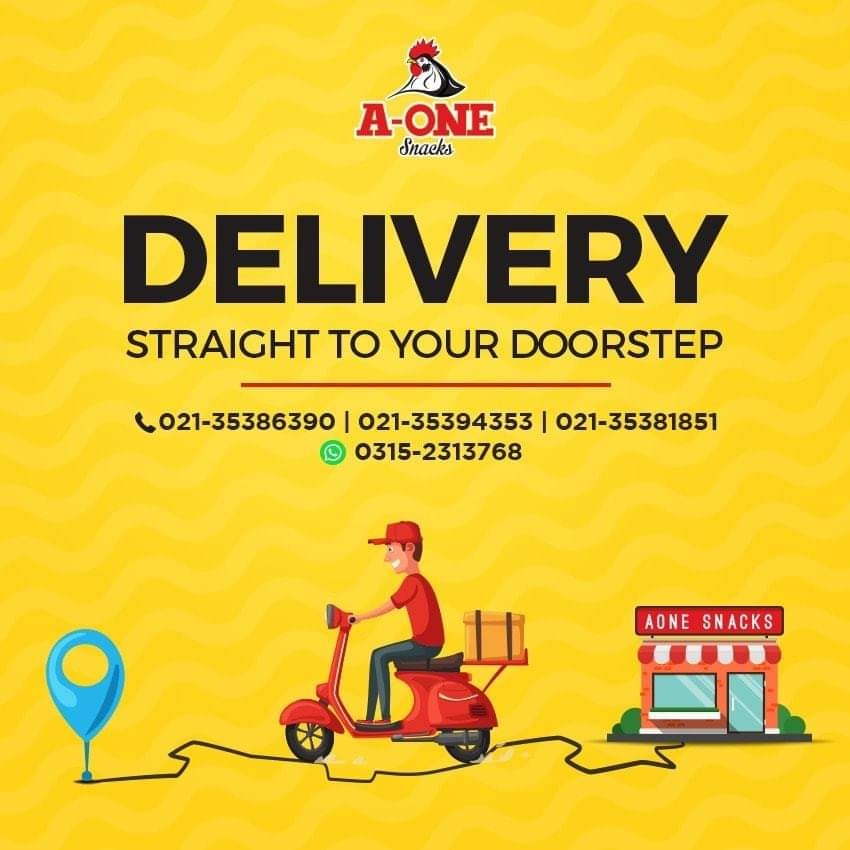 A-ONE
Snacks
DELIVERY
STRAIGHT TO YOUR DOORSTEP
021-35386390 | 021-35394353 | 021-35381851
0315-2313768
AONE SNACKS